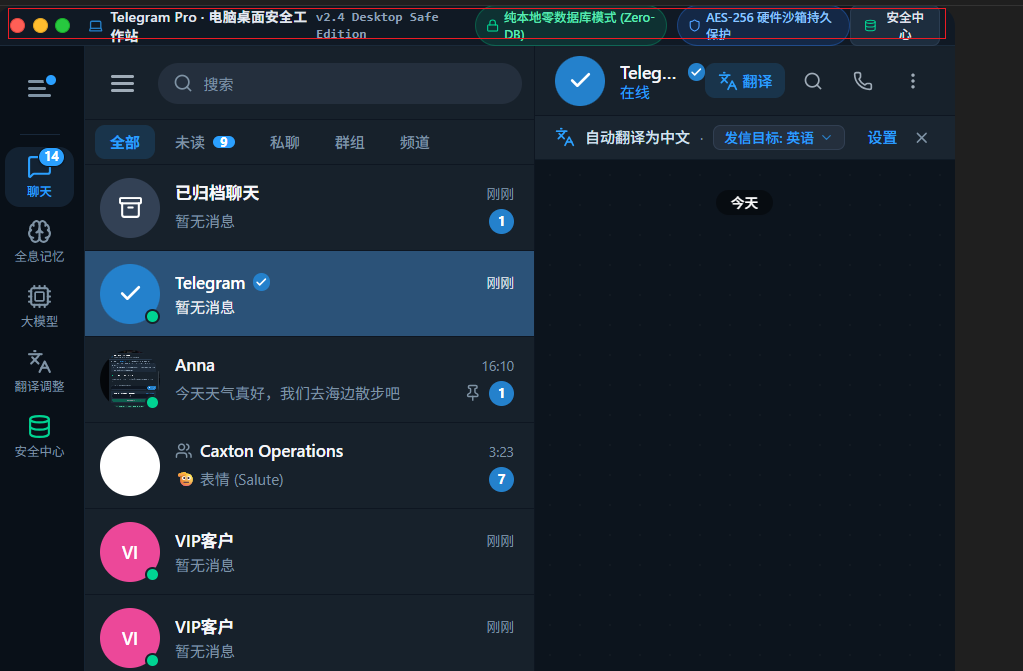 Telegram Pro · 电脑桌面安全工作站
v2.4 Desktop Safe Edition
纯本地零数据库模式 (Zero-DB)
AES-256 硬件沙箱持久保护
安全中心
14
聊天
全息记忆
大模型
翻译调整
安全中心
搜索
全部
未读 9
私聊
群组
频道
已归档聊天
刚刚
暂无消息
1
Telegram
刚刚
暂无消息
Anna
16:10
今天天气真好，我们去海边散步吧
1
Caxton Operations
3:23
表情 (Salute)
7
VI
VIP客户
刚刚
暂无消息
VI
VIP客户
刚刚
暂无消息
Teleg...
在线
翻译
自动翻译为中文 ·
发信目标: 英语
设置
今天